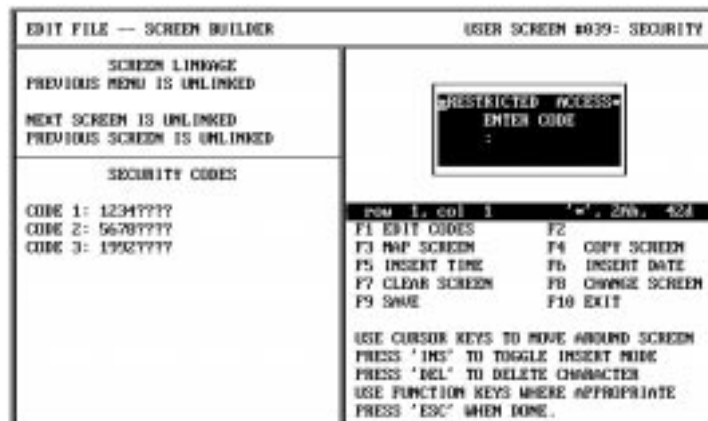 EDIT FILE -- SCREEN BUILDER
USER SCREEN #039: SECURITY
SCREEN LINKAGE
PREVIOUS MENU IS UNLINKED
NEXT SCREEN IS UNLINKED
PREVIOUS SCREEN IS UNLINKED
SECURITY CODES
CODE 1: 1234????
CODE 2: 5678????
CODE 3: 1992????
RESTRICTED ACCESS*
ENTER CODE
:
row 1, col 1 '*', 2Ah, 42d
F1 EDIT CODES F2
F3 MAP SCREEN F4 COPY SCREEN
F5 INSERT TIME F6 INSERT DATE
F7 CLEAR SCREEN F8 CHANGE SCREEN
F9 SAVE F10 EXIT
USE CURSOR KEYS TO MOVE AROUND SCREEN
PRESS 'INS' TO TOGGLE INSERT MODE
PRESS 'DEL' TO DELETE CHARACTER
USE FUNCTION KEYS WHERE APPROPRIATE
PRESS 'ESC' WHEN DONE.